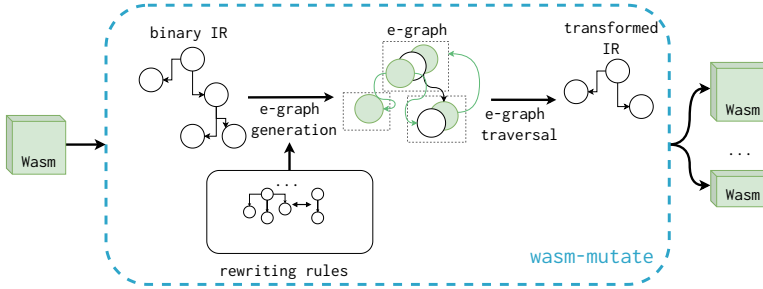 binary IR
e-graph
transformed
IR
e-graph
generation
e-graph
traversal
Wasm
Wasm
...
Wasm
...
rewriting rules
wasm-mutate